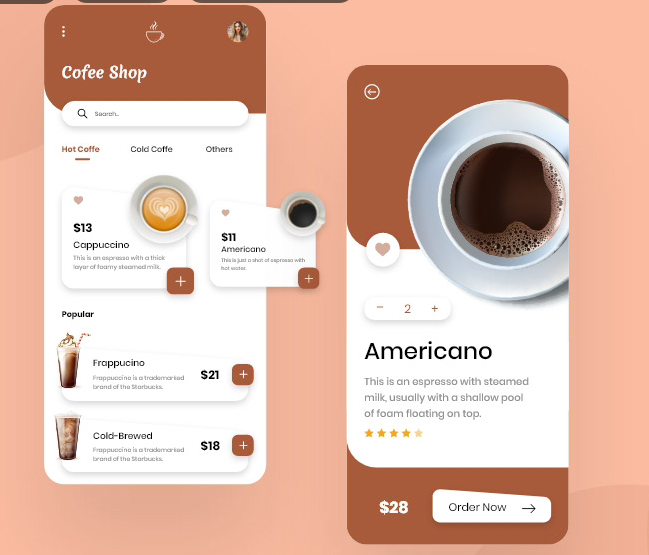 Cofee Shop
Search..
Hot Coffe
Cold Coffe
Others
$13
Cappuccino
This is an espresso with a thick
layer of foamy steamed milk.
+
$11
Americano
This is just a shot of espresso with
hot water.
+
Popular
Frappucino
Frappuccino is a trademarked
brand of the Starbucks.
$21
+
Cold-Brewed
Frappuccino is a trademarked
brand of the Starbucks.
$18
+
− 2 +
Americano
This is an espresso with steamed
milk, usually with a shallow pool
of foam floating on top.
$28
Order Now